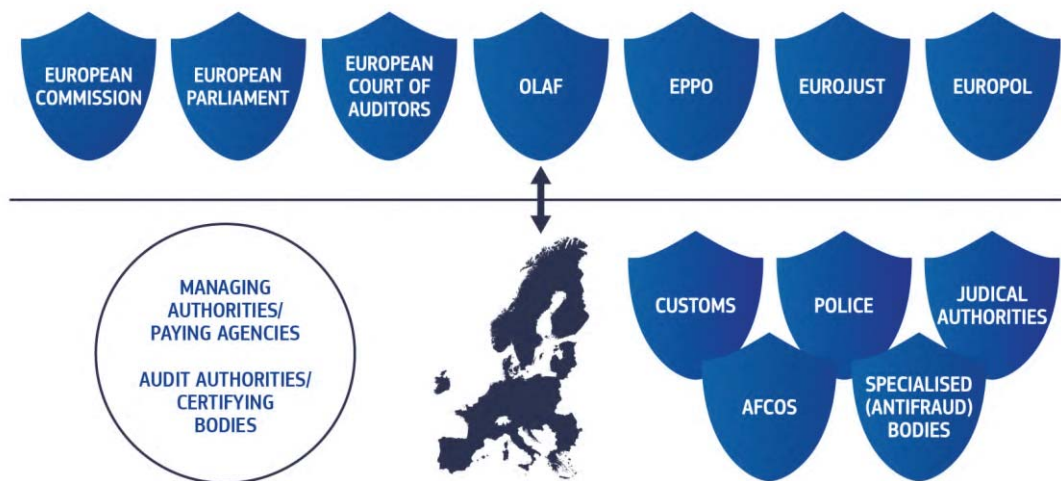 EUROPEAN
COMMISSION
EUROPEAN
PARLIAMENT
EUROPEAN
COURT OF
AUDITORS
OLAF
EPPO
EUROJUST
EUROPOL
MANAGING
AUTHORITIES/
PAYING AGENCIES
AUDIT AUTHORITIES/
CERTIFYING
BODIES
CUSTOMS
POLICE
JUDICAL
AUTHORITIES
AFCOS
SPECIALISED
(ANTIFRAUD)
BODIES